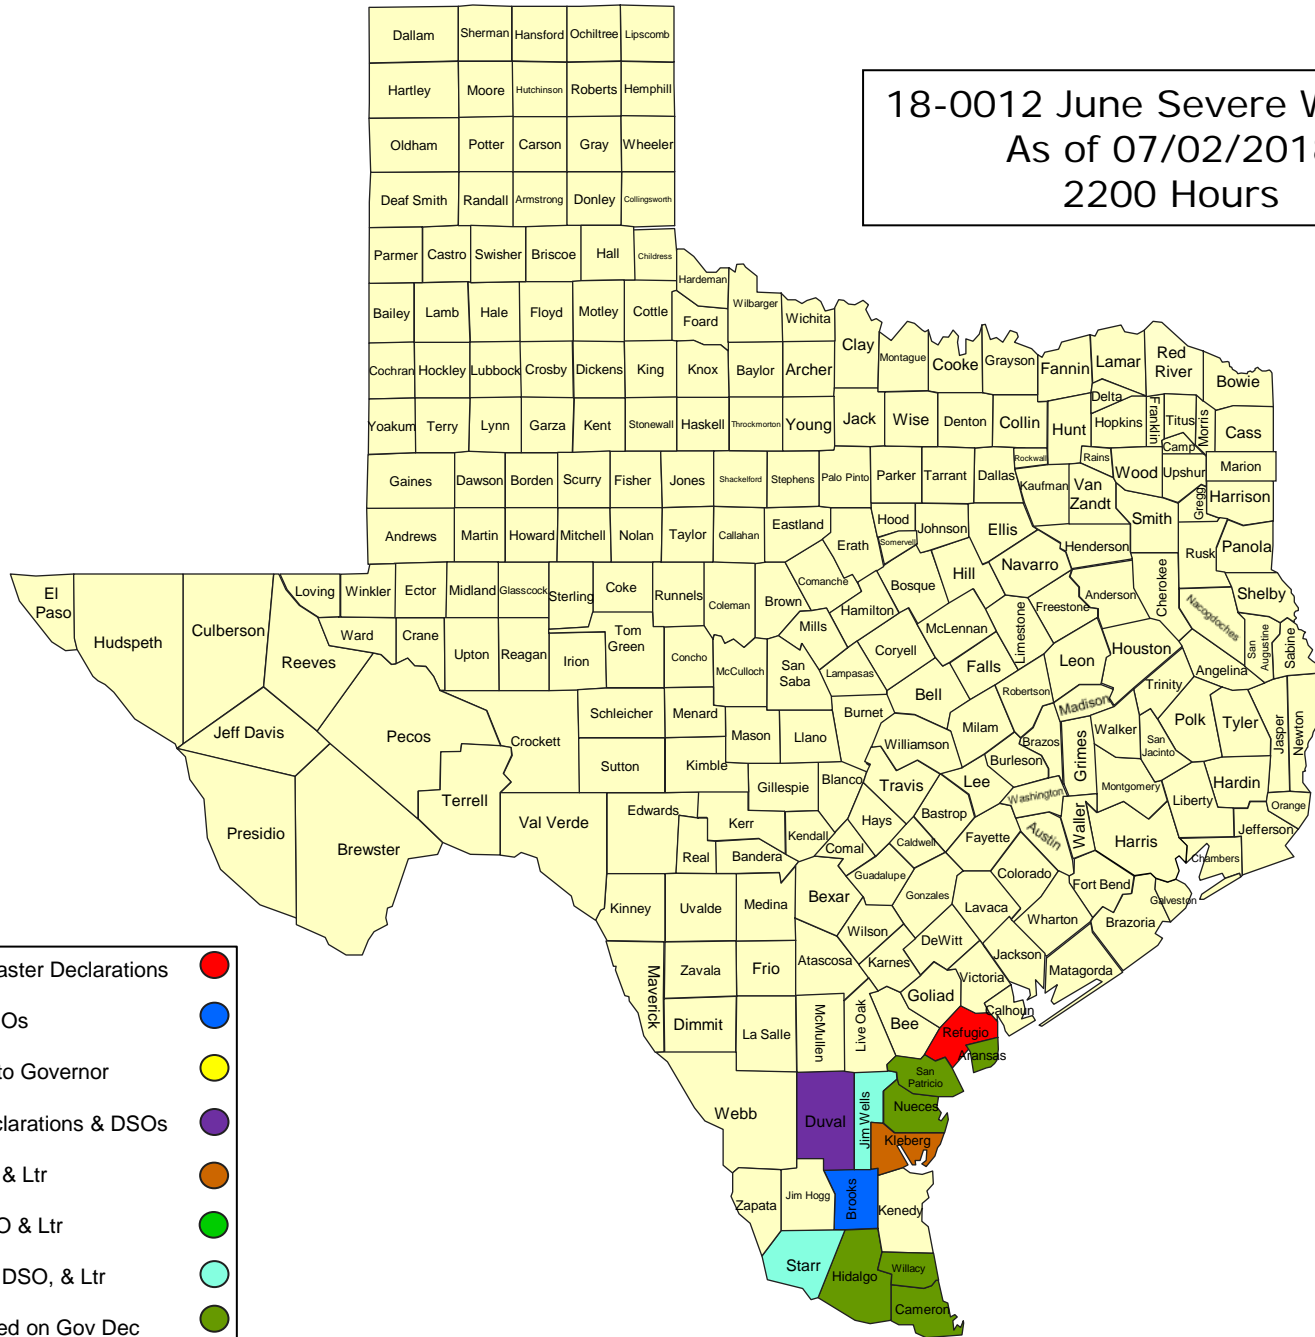 18-0012 June Severe W
As of 07/02/201
2200 Hours
Dallam Sherman Hansford Ochiltree Lipscomb
Hartley Moore Hutchinson Roberts Hemphill
Oldham Potter Carson Gray Wheeler
Deaf Smith Randall Armstrong Donley Collingsworth
Parmer Castro Swisher Briscoe Hall Childress
Hardeman
Bailey Lamb Hale Floyd Motley Cottle Foard Wilbarger Wichita
Clay Montague Cooke Grayson Fannin Lamar Red
River
Bowie
Cochran Hockley Lubbock Crosby Dickens King Knox Baylor Archer
Delta
Yoakum Terry Lynn Garza Kent Stonewall Haskell Throckmorton Young Jack Wise Denton Collin Hunt Hopkins Franklin Titus Morris Cass
Camp
Gaines Dawson Borden Scurry Fisher Jones Shackelford Stephens Palo Pinto Parker Tarrant Dallas Rockwall Kaufman Rains Van
Zandt
Wood Upshur Marion
Gregg Harrison
Andrews Martin Howard Mitchell Nolan Taylor Callahan Eastland Erath Hood Somervell Johnson Ellis Henderson Smith Rusk Panola
El
Paso
Hudspeth Culberson Loving Winkler Ector Midland Glasscock Sterling Coke Runnels Coleman Brown Comanche Bosque Hill Navarro Anderson Cherokee Nacogdoches Shelby
Reeves Ward Crane Upton Reagan Irion Tom
Green
Concho McCulloch San
Saba
Mills Hamilton Lampasas Coryell McLennan Limestone Freestone Falls Leon Houston Angelina San
Augustine
Sabine
Jeff Davis Pecos Crockett Schleicher Menard Mason Llano Burnet Bell Milam Robertson Madison Trinity
Walker San
Jacinto
Polk Tyler Jasper Newton
Sutton Kimble Gillespie Blanco Williamson Travis Lee Burleson Brazos Grimes Montgomery Liberty Hardin Orange
Presidio Brewster Terrell Val Verde Edwards Kerr Real Bandera Kendall Comal Hays Caldwell Bastrop Fayette Washington Austin Waller Harris Jefferson Chambers
Kinney Uvalde Medina Bexar Guadalupe Gonzales Lavaca Colorado Fort Bend Galveston
Wilson Wharton Brazoria
Maverick Zavala Frio Atascosa Karnes DeWitt Jackson Matagorda
Victoria Goliad Calhoun
Dimmit La Salle McMullen Live Oak Bee Refugio Aransas
San
Patricio
Webb Duval Jim Wells Nueces
Kleberg
Zapata Jim Hogg Brooks Kenedy
Starr Hidalgo Willacy
Cameron
aster Declarations
Os
to Governor
clarations & DSOs
& Ltr
O & Ltr
DSO, & Ltr
ed on Gov Dec